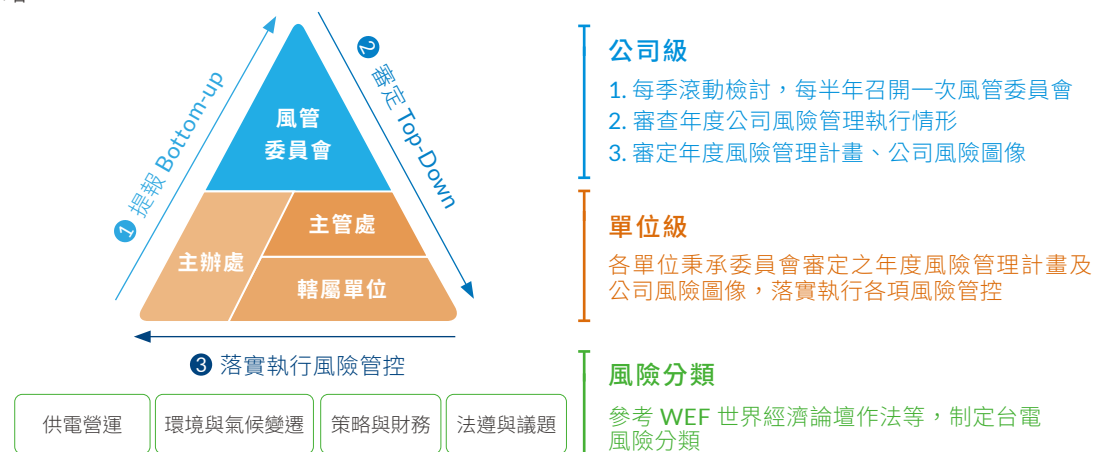 ❶ 提報 Bottom-up
❷ 審定 Top-Down
風管
委員會
主辦處
主管處
轄屬單位
❸ 落實執行風險管控
供電營運
環境與氣候變遷
策略與財務
法遵與議題
公司級
1. 每季滾動檢討,每半年召開一次風管委員會
2. 審查年度公司風險管理執行情形
3. 審定年度風險管理計畫、公司風險圖像
單位級
各單位秉承委員會審定之年度風險管理計畫及
公司風險圖像,落實執行各項風險管控
風險分類
參考 WEF 世界經濟論壇作法等,制定台電
風險分類